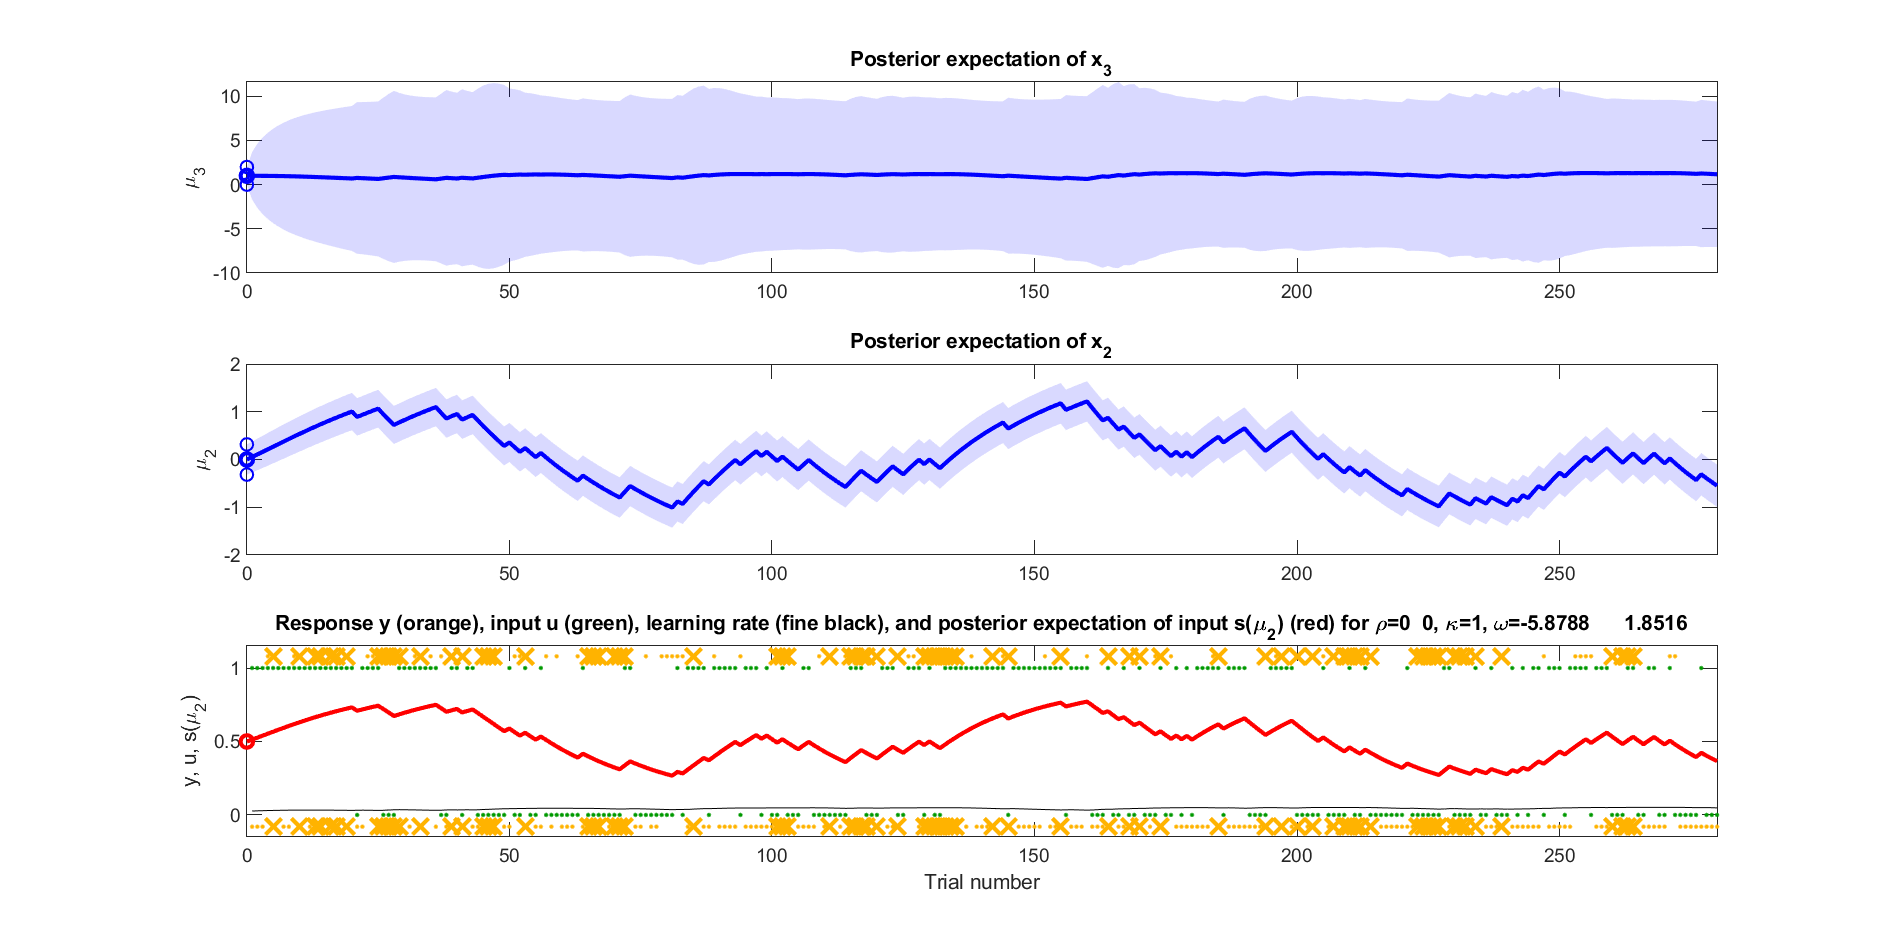 Posterior expectation of x3
10
5
0
-5
-10
μ3
0 50 100 150 200 250
Posterior expectation of x2
2
1
0
-1
-2
μ2
0 50 100 150 200 250
Response y (orange), input u (green), learning rate (fine black), and posterior expectation of input s(μ2) (red) for ρ=0 0, κ=1, ω=-5.8788 1.8516
1
0.5
0
y, u, s(μ2)
0 50 100 150 200 250
Trial number